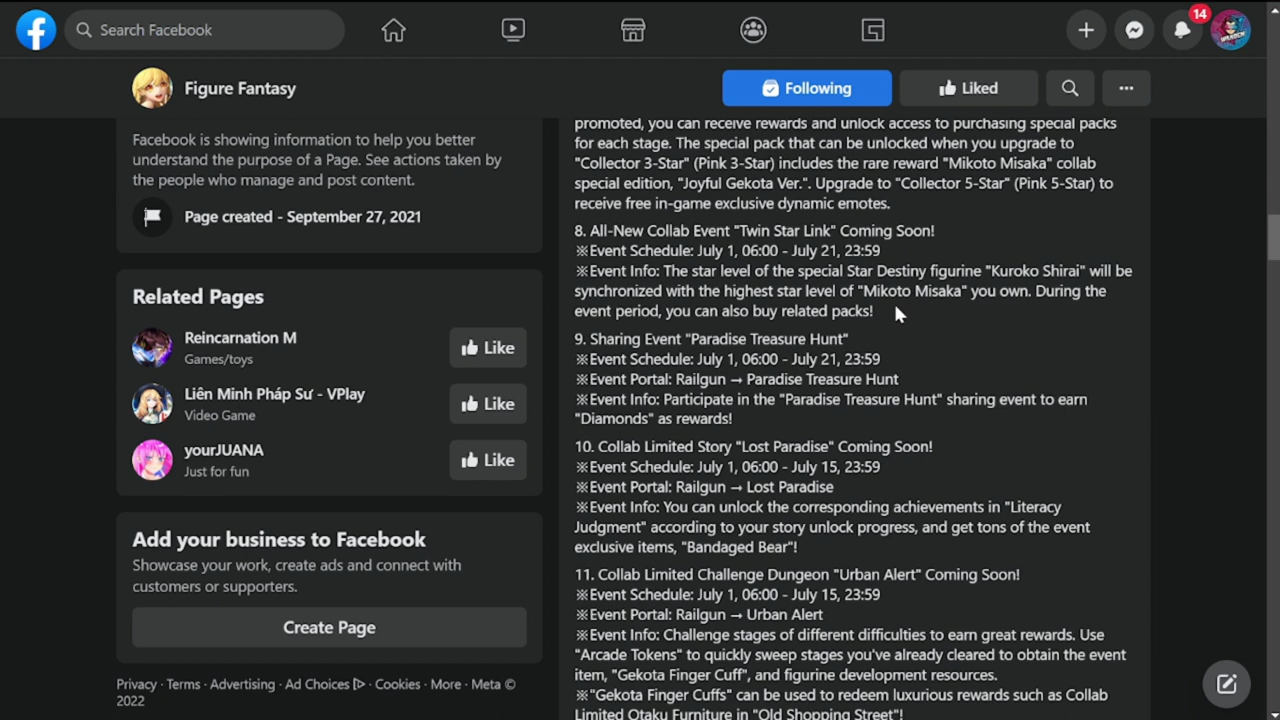 Search Facebook
14
Figure Fantasy
Following
Liked
Facebook is showing information to help you better
understand the purpose of a Page. See actions taken by
the people who manage and post content.
Page created - September 27, 2021
Related Pages
Reincarnation M
Games/toys
Like
Liên Minh Pháp Sư - VPlay
Video Game
Like
yourJUANA
Just for fun
Like
Add your business to Facebook
Showcase your work, create ads and connect with
customers or supporters.
Create Page
Privacy · Terms · Advertising · Ad Choices · Cookies · More · Meta ©
2022
promoted, you can receive rewards and unlock access to purchasing special packs
for each stage. The special pack that can be unlocked when you upgrade to
"Collector 3-Star" (Pink 3-Star) includes the rare reward "Mikoto Misaka" collab
special edition, "Joyful Gekota Ver.". Upgrade to "Collector 5-Star" (Pink 5-Star) to
receive free in-game exclusive dynamic emotes.
8. All-New Collab Event "Twin Star Link" Coming Soon!
※Event Schedule: July 1, 06:00 - July 21, 23:59
※Event Info: The star level of the special Star Destiny figurine "Kuroko Shirai" will be
synchronized with the highest star level of "Mikoto Misaka" you own. During the
event period, you can also buy related packs!
9. Sharing Event "Paradise Treasure Hunt"
※Event Schedule: July 1, 06:00 - July 21, 23:59
※Event Portal: Railgun → Paradise Treasure Hunt
※Event Info: Participate in the "Paradise Treasure Hunt" sharing event to earn
"Diamonds" as rewards!
10. Collab Limited Story "Lost Paradise" Coming Soon!
※Event Schedule: July 1, 06:00 - July 15, 23:59
※Event Portal: Railgun → Lost Paradise
※Event Info: You can unlock the corresponding achievements in "Literacy
Judgment" according to your story unlock progress, and get tons of the event
exclusive items, "Bandaged Bear"!
11. Collab Limited Challenge Dungeon "Urban Alert" Coming Soon!
※Event Schedule: July 1, 06:00 - July 15, 23:59
※Event Portal: Railgun → Urban Alert
※Event Info: Challenge stages of different difficulties to earn great rewards. Use
"Arcade Tokens" to quickly sweep stages you've already cleared to obtain the event
item, "Gekota Finger Cuff", and figurine development resources.
※"Gekota Finger Cuffs" can be used to redeem luxurious rewards such as Collab
Limited Otaku Furniture in "Old Shopping Street"!